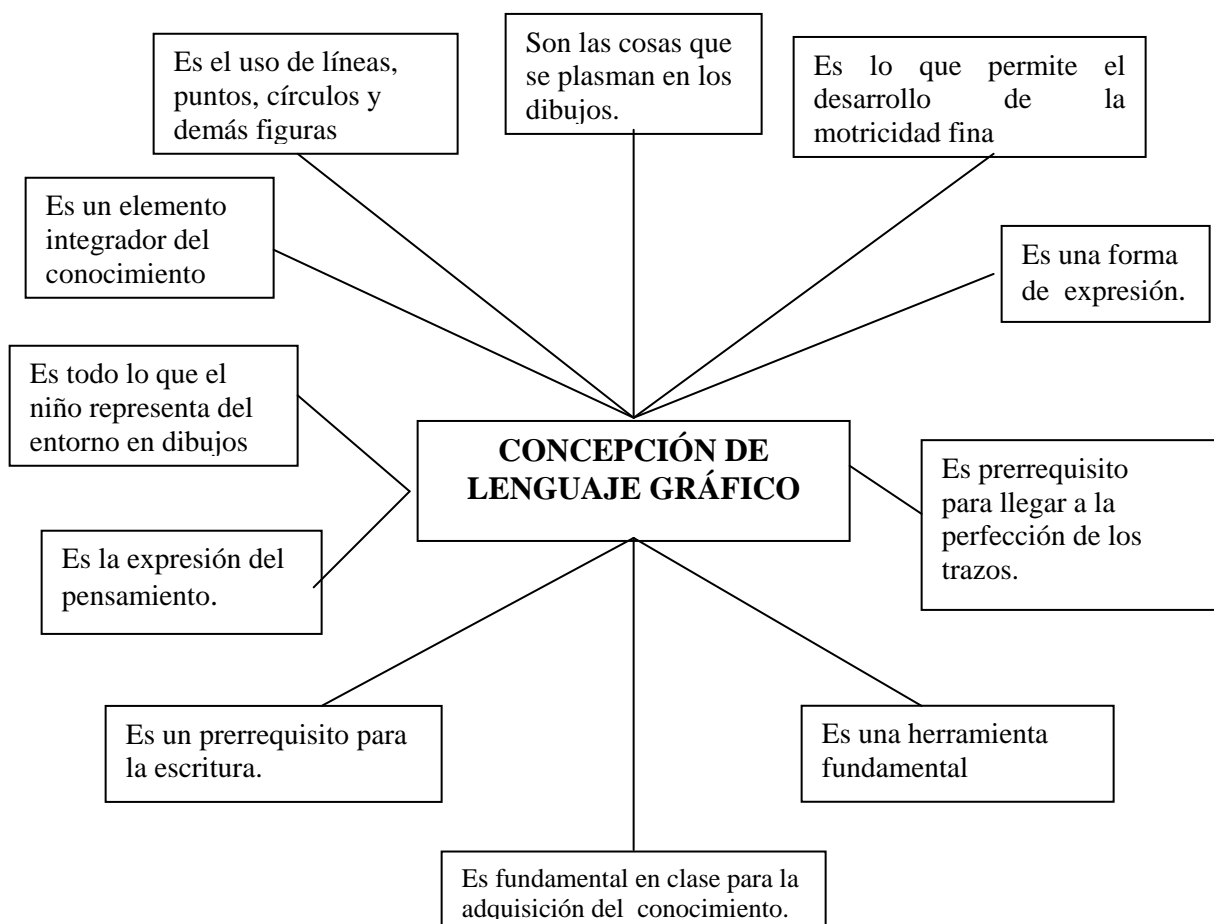 Es el uso de líneas,
puntos, círculos y
demás figuras
Son las cosas que
se plasman en los
dibujos.
Es lo que permite el
desarrollo de la
motricidad fina
Es un elemento
integrador del
conocimiento
Es una forma
de expresión.
Es todo lo que el
niño representa del
entorno en dibujos
CONCEPCIÓN DE
LENGUAJE GRÁFICO
Es prerrequisito
para llegar a la
perfección de los
trazos.
Es la expresión del
pensamiento.
Es un prerrequisito para
la escritura.
Es una herramienta
fundamental
Es fundamental en clase para la
adquisición del conocimiento.